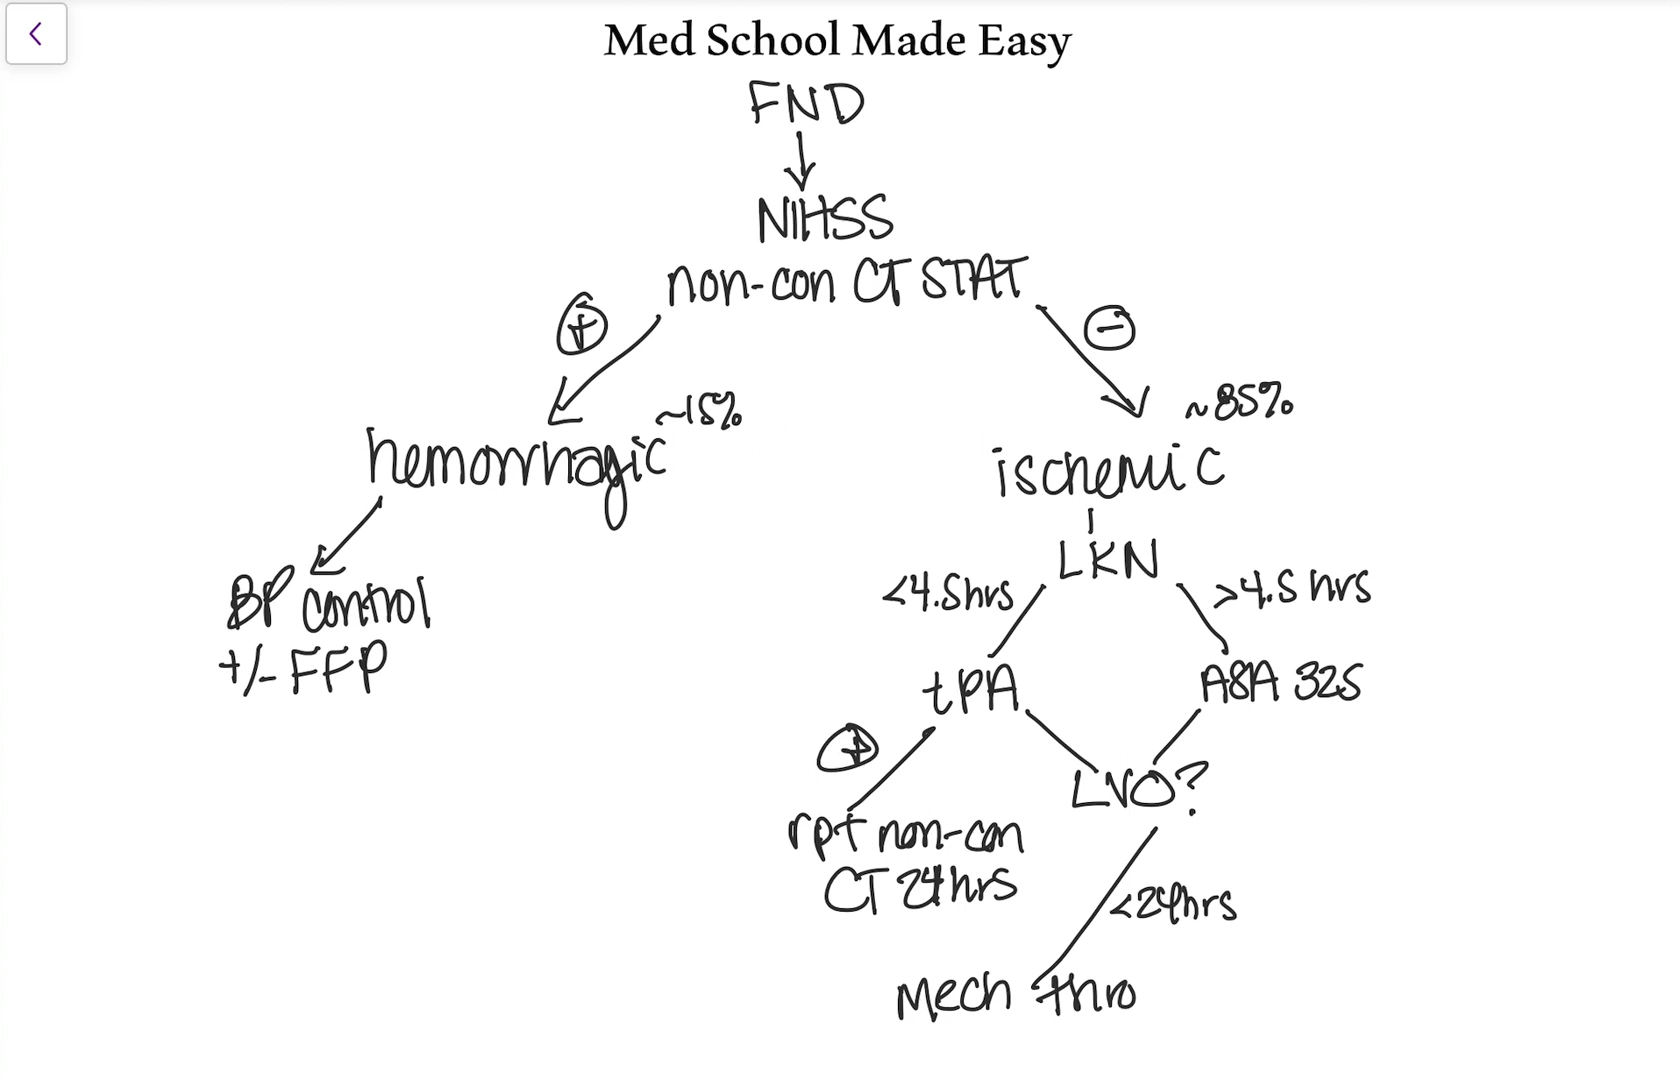 Med School Made Easy
FND
NIHSS
non-con CT STAT
+
−
~15%
~85%
hemorrhagic
ischemic
LKN
<4.5hrs
>4.5 hrs
BP control
+/- FFP
tPA
ASA 325
+
LVO?
rpt non-con
CT 24hrs
<24hrs
Mech thro